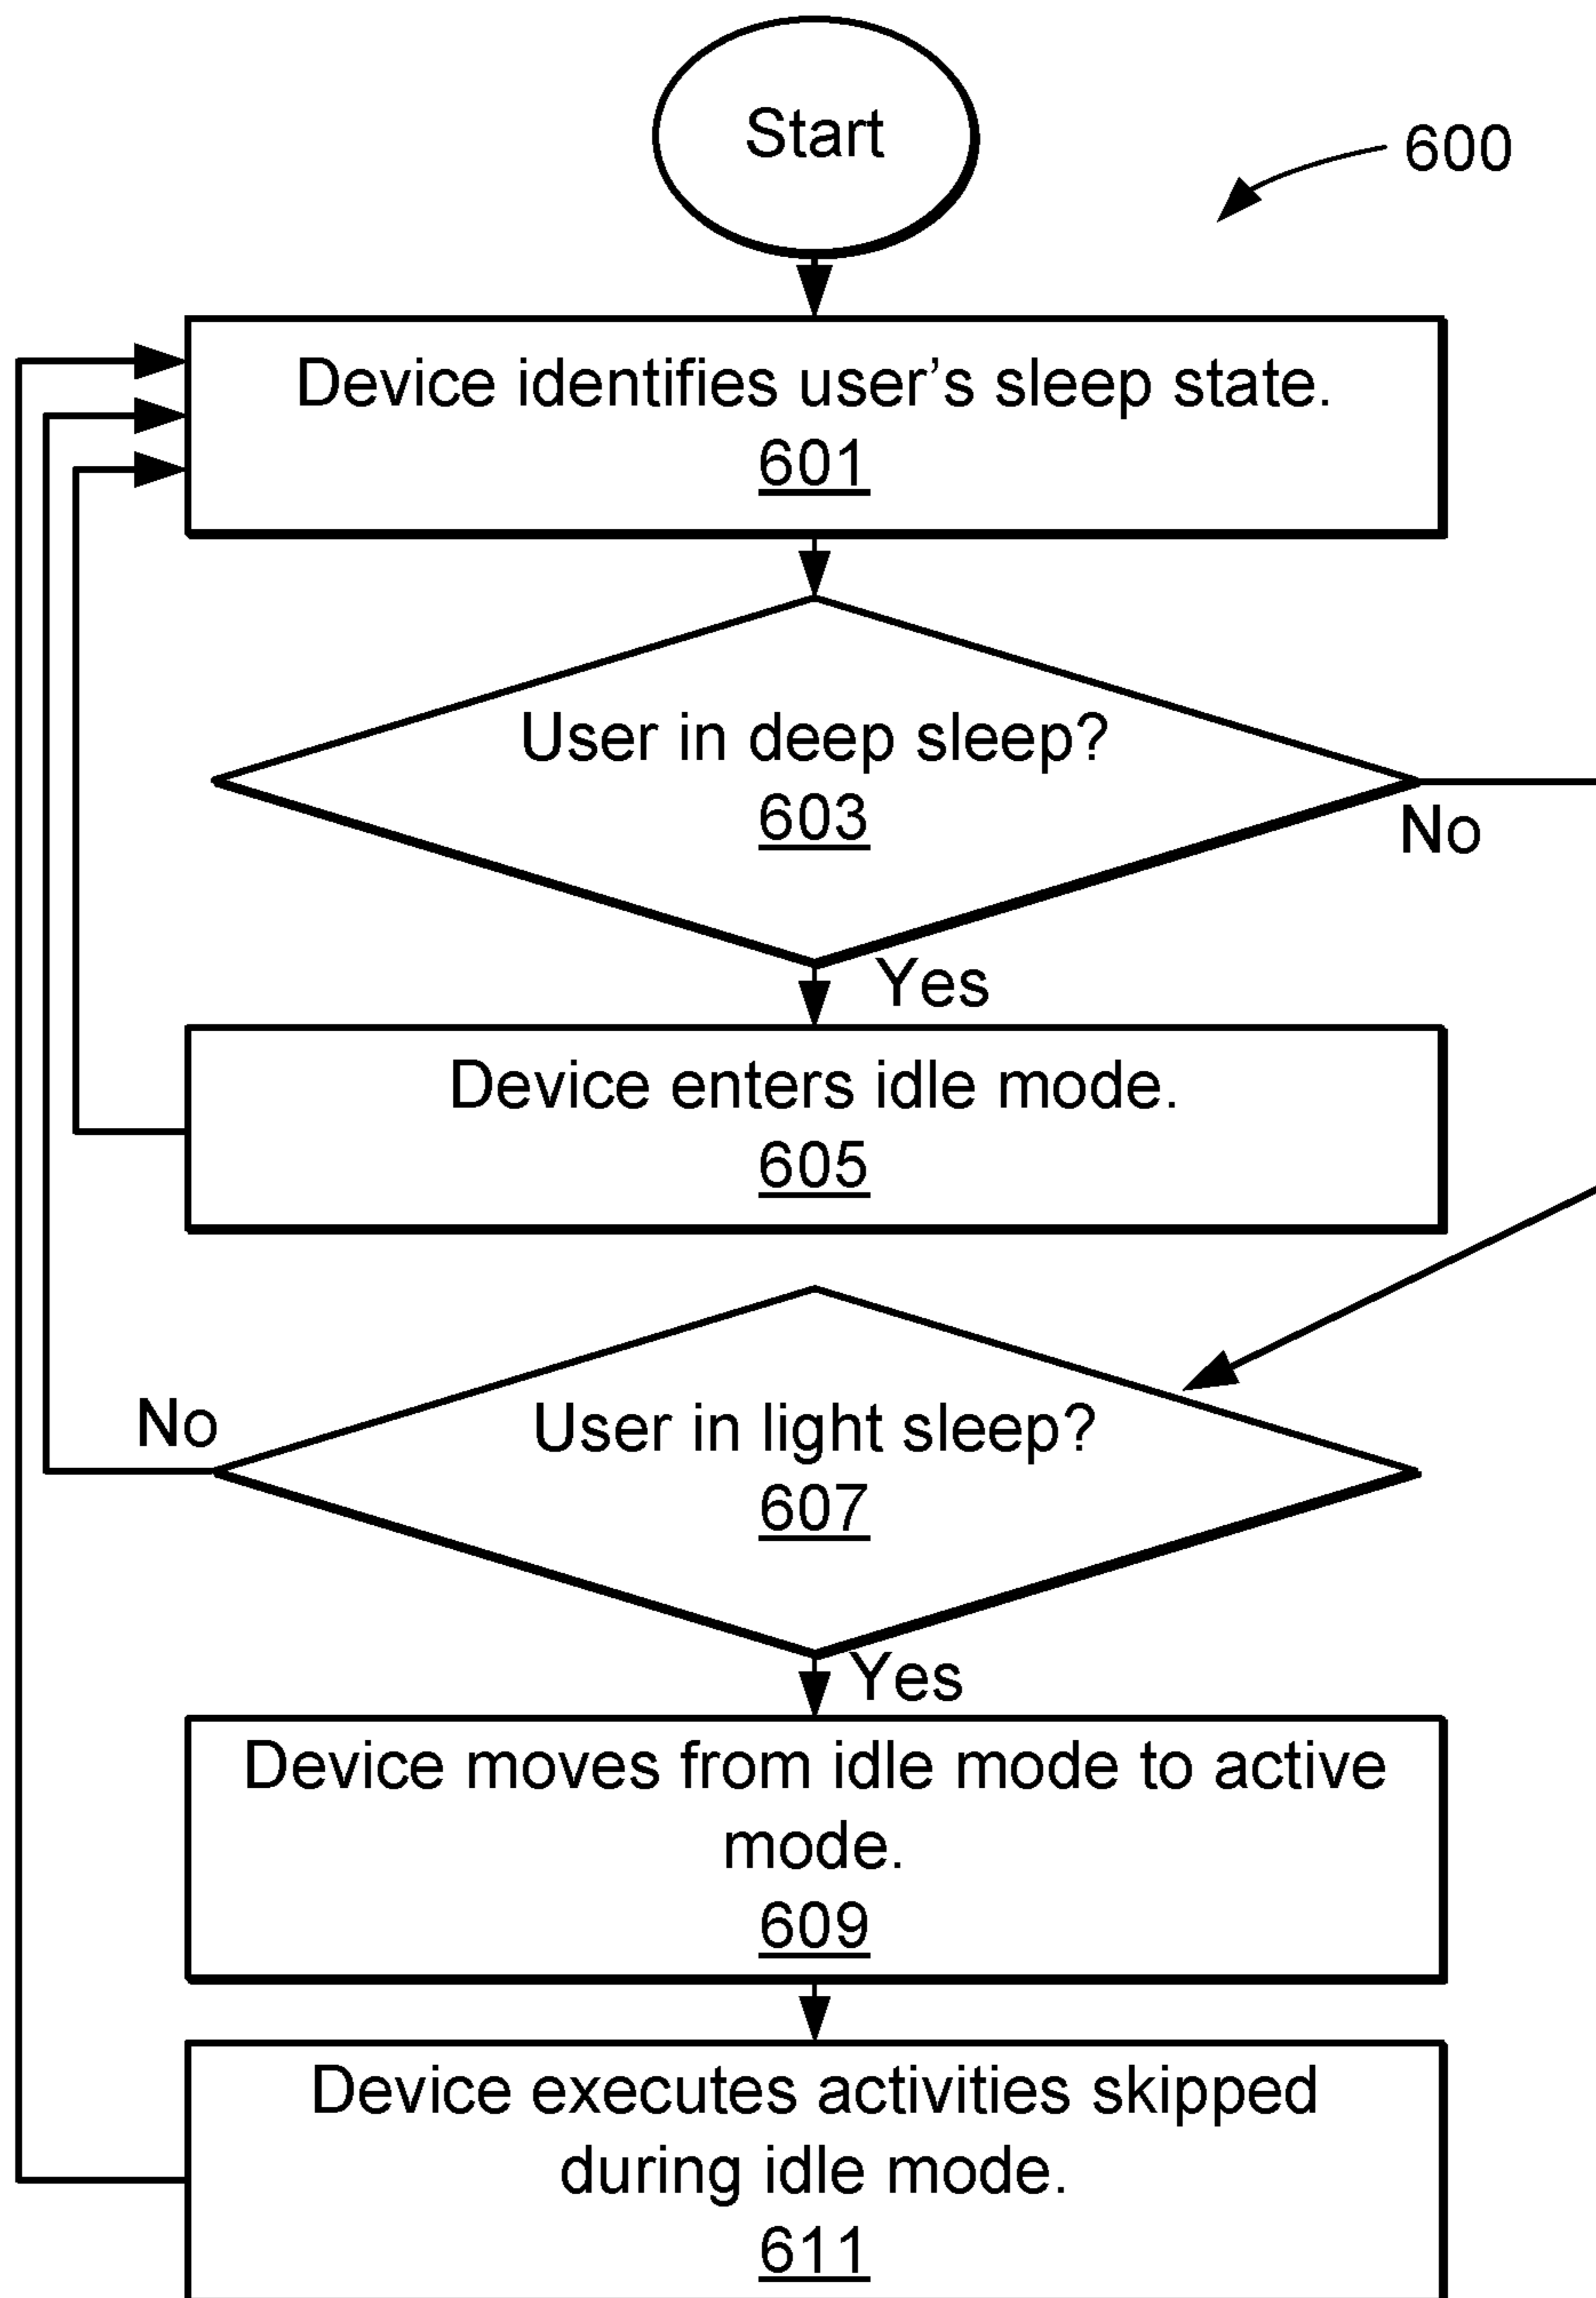 Start
600
Device identifies user’s sleep state.
601
User in deep sleep?
603
No
Yes
Device enters idle mode.
605
No
User in light sleep?
607
Yes
Device moves from idle mode to active
mode.
609
Device executes activities skipped
during idle mode.
611